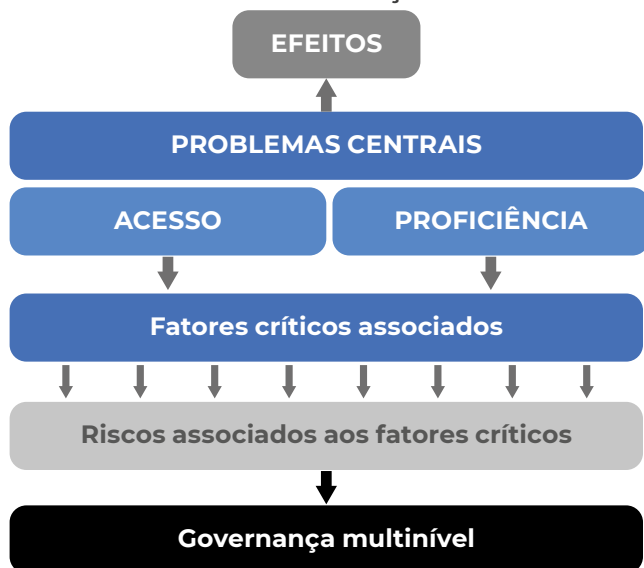 EFEITOS
PROBLEMAS CENTRAIS
ACESSO
PROFICIÊNCIA
Fatores críticos associados
Riscos associados aos fatores críticos
Governança multinível